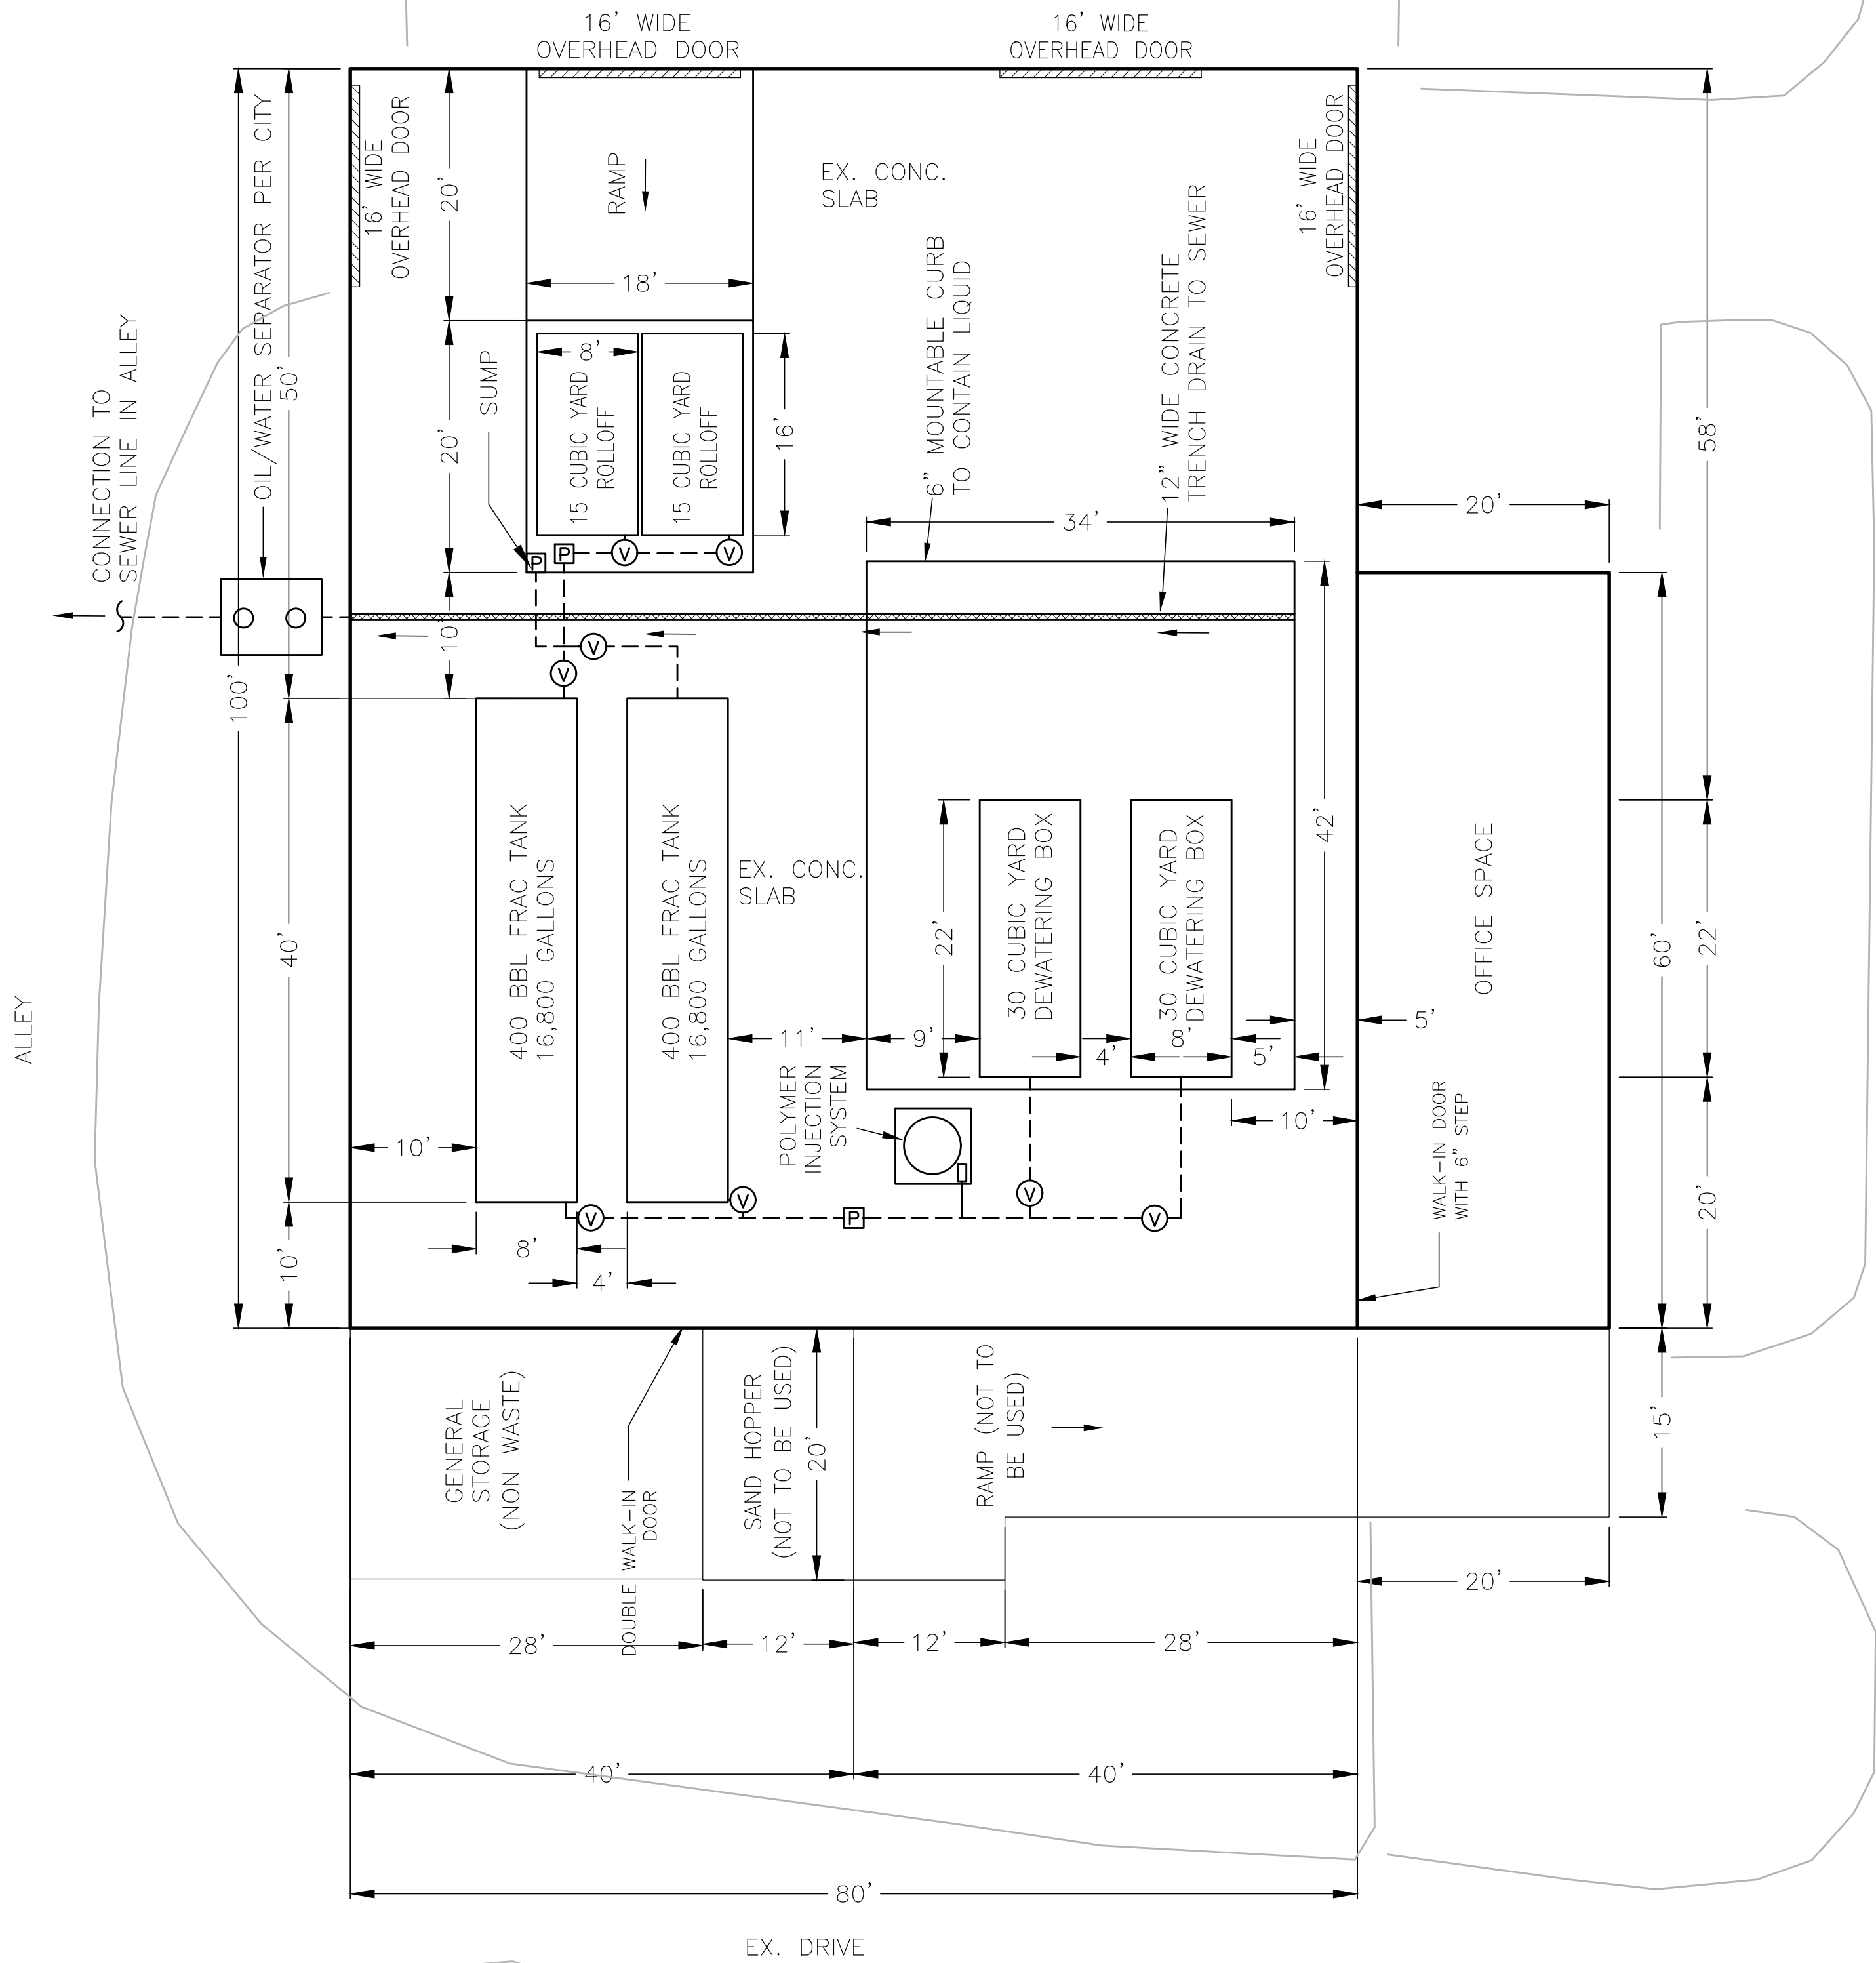 16' WIDE
OVERHEAD DOOR
16' WIDE
OVERHEAD DOOR
16' WIDE
OVERHEAD DOOR
16' WIDE
OVERHEAD DOOR
OIL/WATER SEPARATOR PER CITY
CONNECTION TO
SEWER LINE IN ALLEY
RAMP
EX. CONC.
SLAB
20'
18'
50'
20'
8'
15 CUBIC YARD
ROLLOFF
15 CUBIC YARD
ROLLOFF
16'
SUMP
6" MOUNTABLE CURB
TO CONTAIN LIQUID
12" WIDE CONCRETE
TRENCH DRAIN TO SEWER
34'
58'
20'
P
P
V
V
10'
V
V
100'
40'
400 BBL FRAC TANK
16,800 GALLONS
400 BBL FRAC TANK
16,800 GALLONS
EX. CONC.
SLAB
22'
30 CUBIC YARD
DEWATERING BOX
30 CUBIC YARD
DEWATERING BOX
42'
OFFICE SPACE
60'
22'
11'
9'
4'
8'
5'
5'
ALLEY
POLYMER
INJECTION
SYSTEM
10'
10'
WALK-IN DOOR
WITH 6" STEP
20'
V
V
P
V
V
10'
8'
4'
GENERAL
STORAGE
(NON WASTE)
DOUBLE WALK-IN
DOOR
SAND HOPPER
(NOT TO BE USED)
20'
RAMP (NOT TO
BE USED)
15'
20'
28'
12'
12'
28'
40'
40'
80'
EX. DRIVE